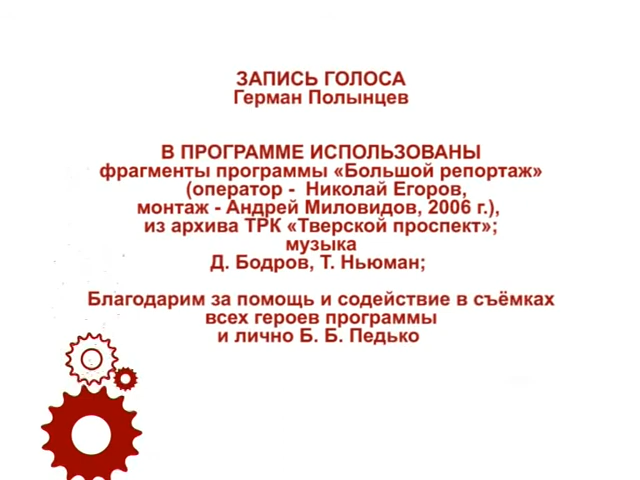 ЗАПИСЬ ГОЛОСА
Герман Полынцев
В ПРОГРАММЕ ИСПОЛЬЗОВАНЫ
фрагменты программы «Большой репортаж»
(оператор - Николай Егоров,
монтаж - Андрей Миловидов, 2006 г.),
из архива ТРК «Тверской проспект»;
музыка
Д. Бодров, Т. Ньюман;
Благодарим за помощь и содействие в съёмках
всех героев программы
и лично Б. Б. Педько